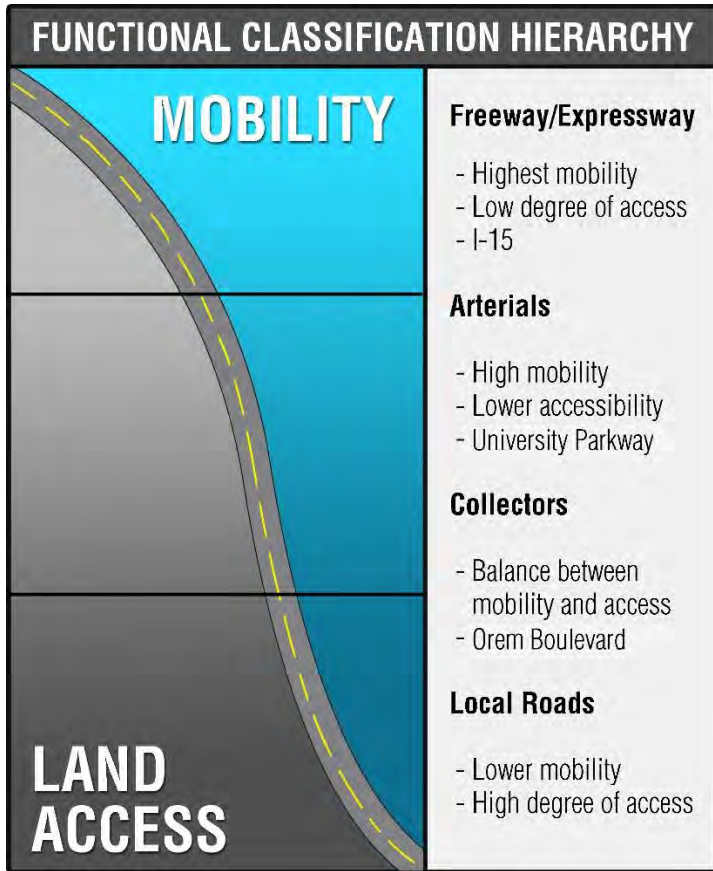 FUNCTIONAL CLASSIFICATION HIERARCHY
MOBILITY
LAND
ACCESS
Freeway/Expressway
- Highest mobility
- Low degree of access
- I-15
Arterials
- High mobility
- Lower accessibility
- University Parkway
Collectors
- Balance between
mobility and access
- Orem Boulevard
Local Roads
- Lower mobility
- High degree of access